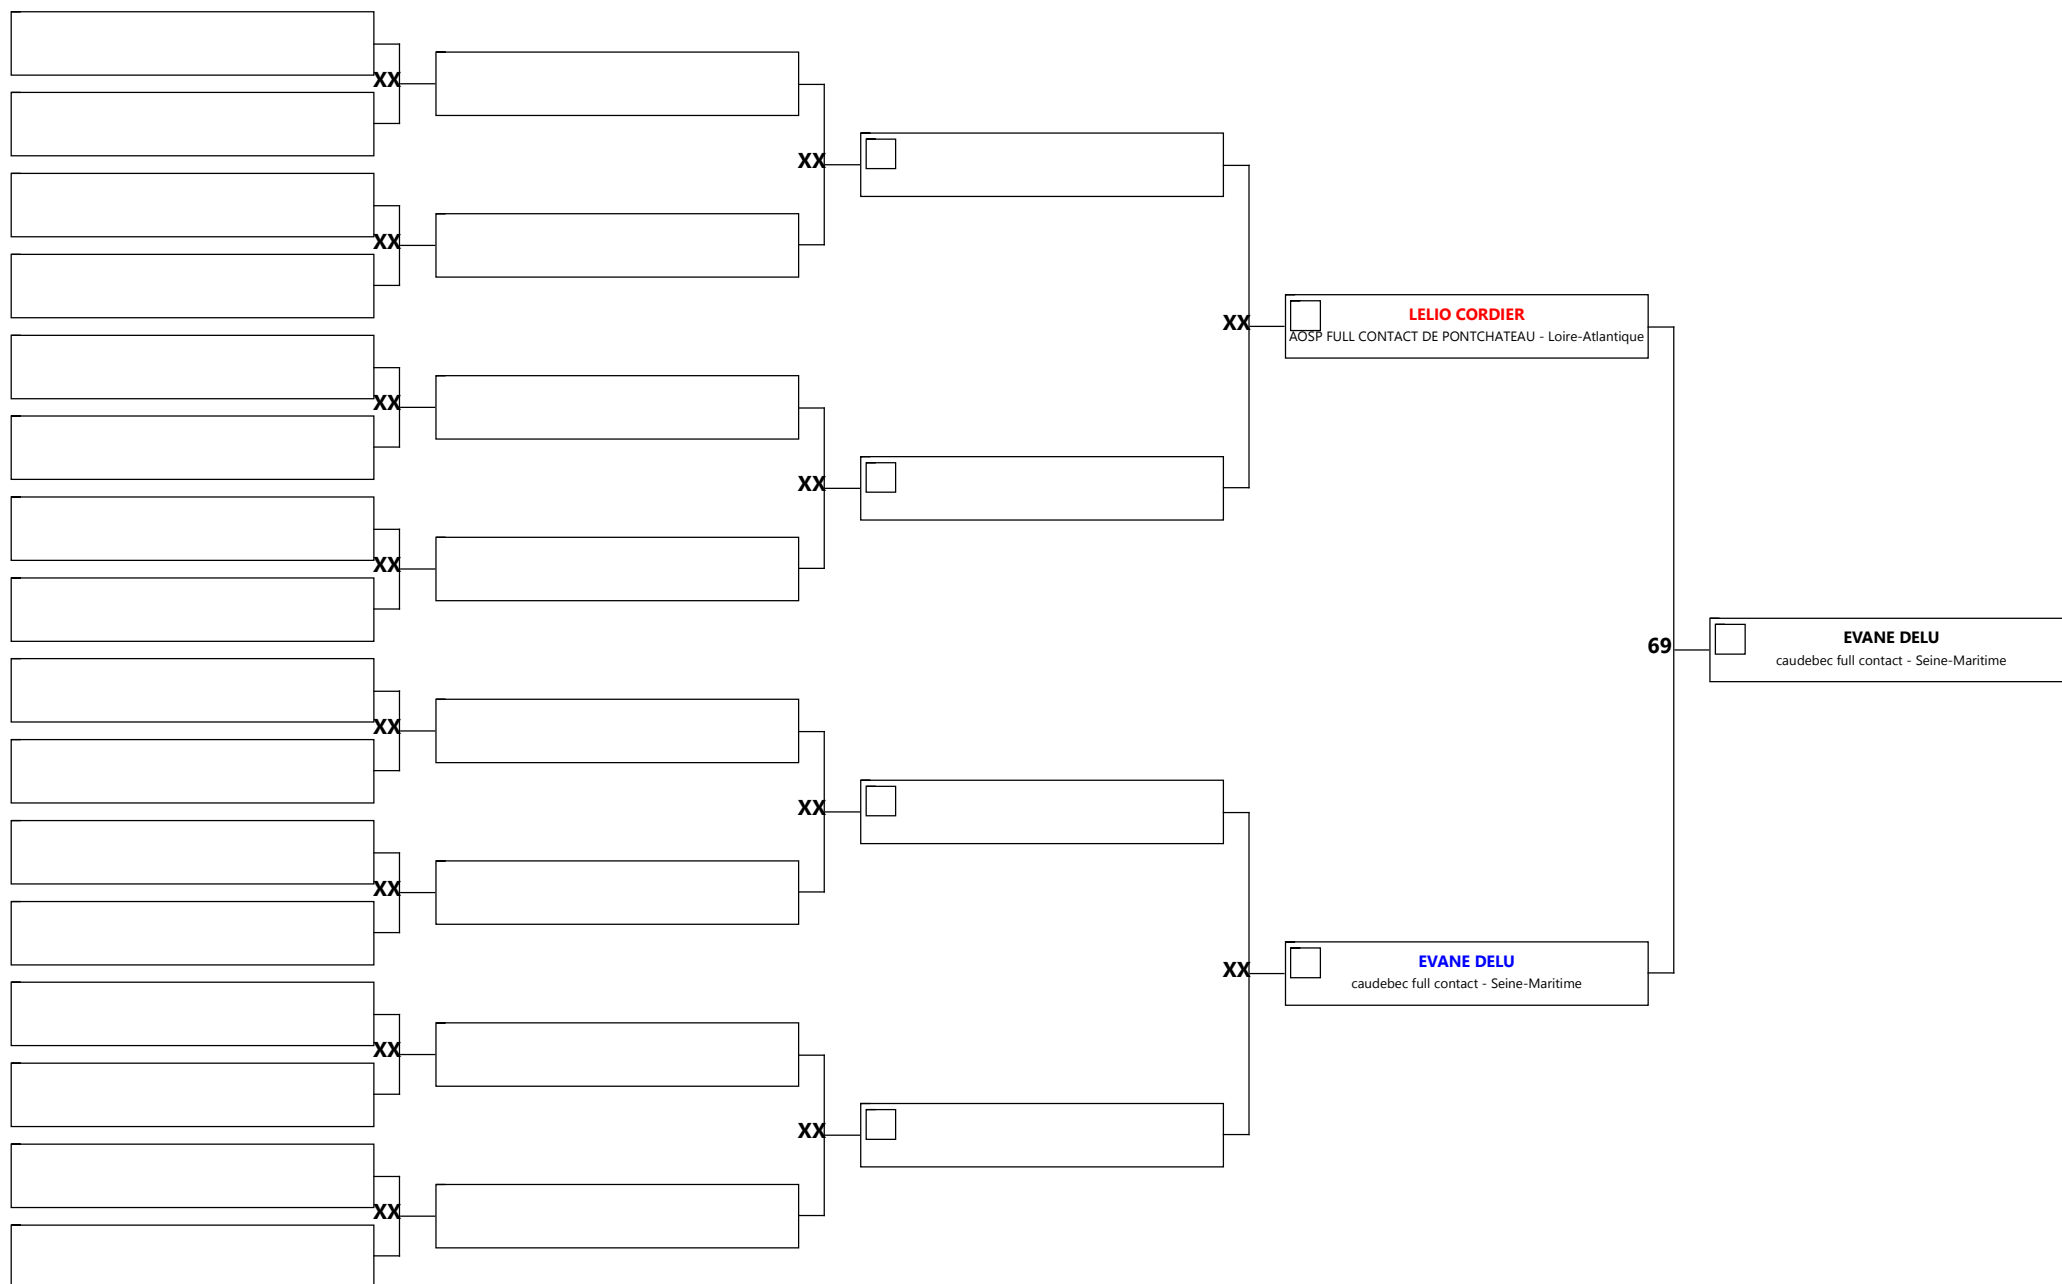 XX
XX
XX
XX
LELIO CORDIER
AOSP FULL CONTACT DE PONTCHATEAU - Loire-Atlantique
XX
XX
XX
69
EVANE DELU
caudebec full contact - Seine-Maritime
XX
XX
XX
EVANE DELU
caudebec full contact - Seine-Maritime
XX
XX
XX
XX